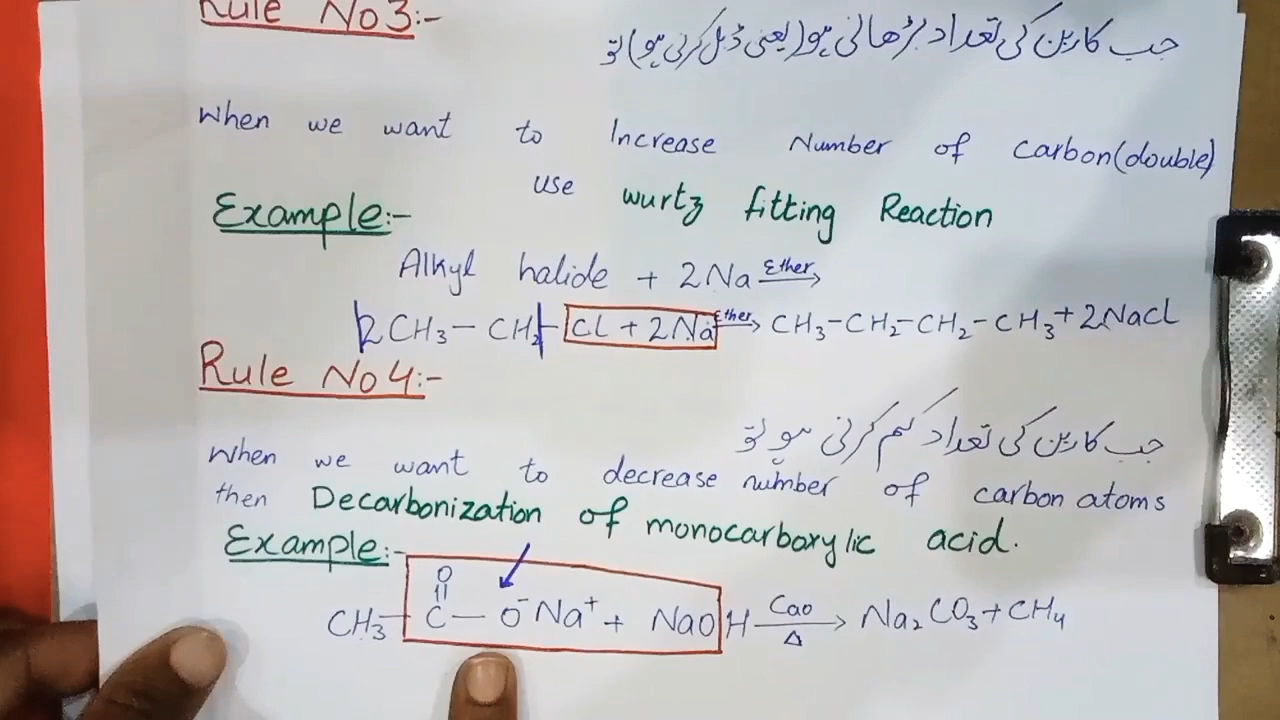 Rule No3:-
جب کاربن کی تعداد بڑھانی ہو(یعنی ڈبل کرنی ہو) تو
When we want to Increase Number of carbon(double)
use wurtz fitting Reaction
Example:-
Alkyl halide + 2Na Ether→
2CH₃-CH₂-Cl + 2Na Ether→ CH₃-CH₂-CH₂-CH₃+2NaCl
Rule No4:-
جب کاربن کی تعداد کم کرنی ہو تو
When we want to decrease number of carbon atoms
then Decarbonization of monocarboxylic acid.
Example:-
O
CH₃-C-O⁻Na⁺ + NaOH CaO→ Na₂CO₃+CH₄
Δ